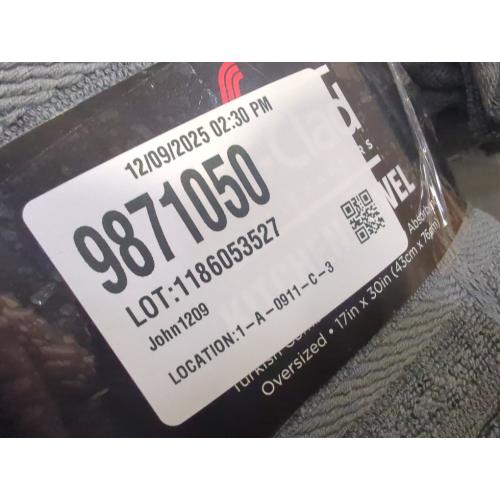 12/09/2025 02:30 PM
9871050
LOT:1186053527
John1209
LOCATION:1-A-0911-C-3
Turkish
Oversized • 17in x 30in (43cm x 76cm)